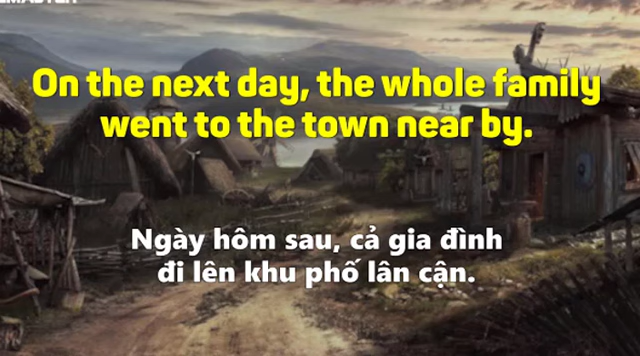 On the next day, the whole family
went to the town near by.
Ngày hôm sau, cả gia đình
đi lên khu phố lân cận.